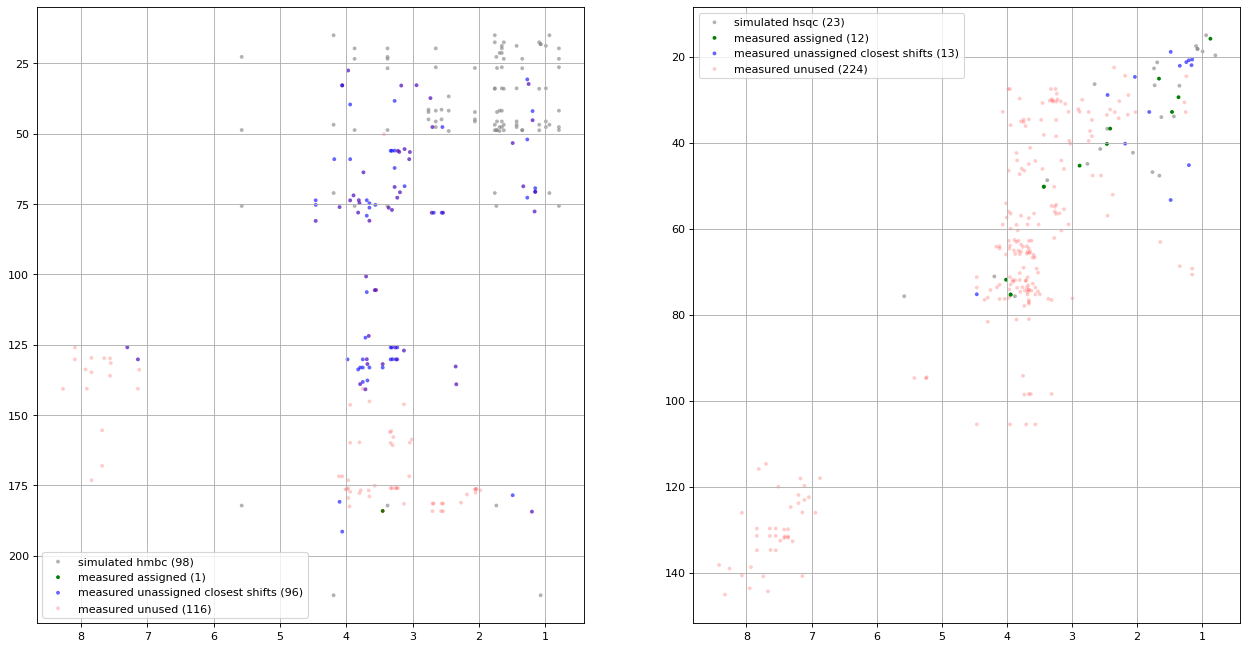 25
50
75
100
125
150
175
200
8 7 6 5 4 3 2 1
simulated hmbc (98)
measured assigned (1)
measured unassigned closest shifts (96)
measured unused (116)
20
40
60
80
100
120
140
8 7 6 5 4 3 2 1
simulated hsqc (23)
measured assigned (12)
measured unassigned closest shifts (13)
measured unused (224)